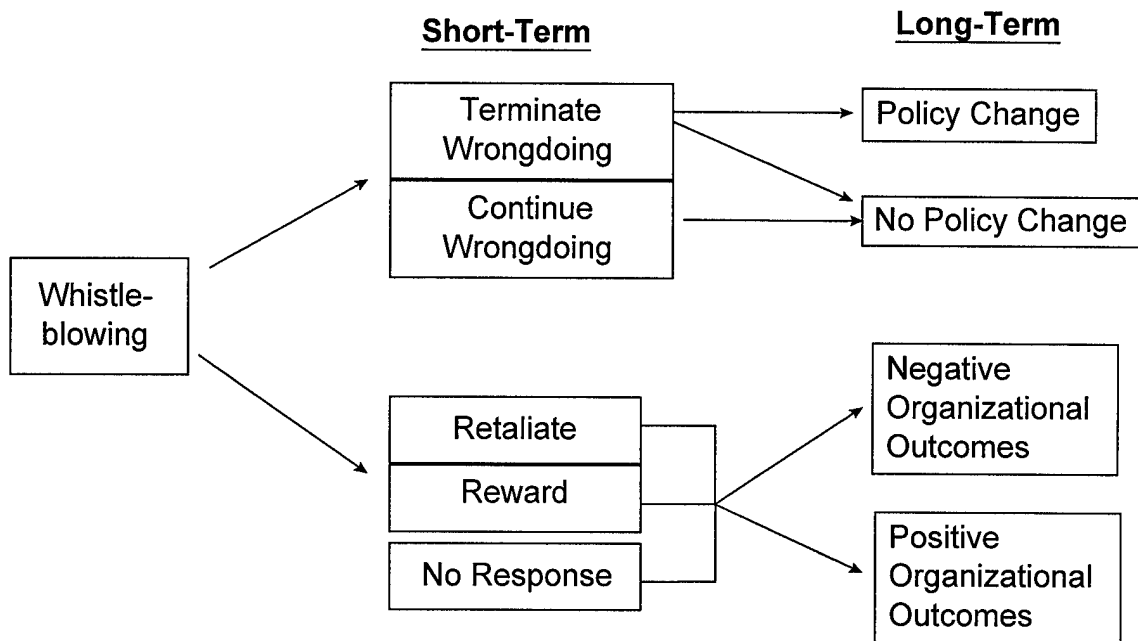 Short-Term
Long-Term
Terminate
Wrongdoing
Policy Change
Continue
Wrongdoing
No Policy Change
Whistle-
blowing
Retaliate
Reward
No Response
Negative
Organizational
Outcomes
Positive
Organizational
Outcomes